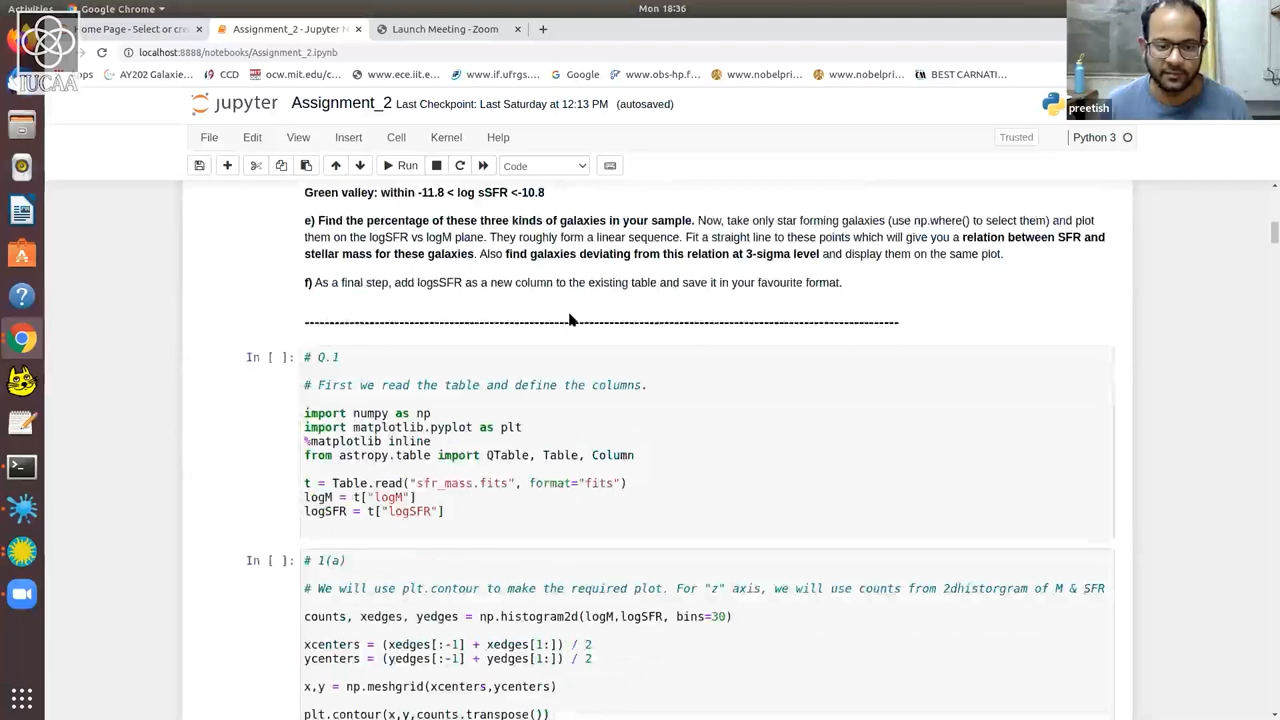 Activities
Google Chrome
Mon 18:36
Home Page - Select or cre
Assignment_2 - Jupyter N
Launch Meeting - Zoom
localhost:8888/notebooks/Assignment_2.ipynb
AY202 Galaxie...
CCD
ocw.mit.edu/c...
www.ece.iit.e...
www.if.ufrgs....
Google
www.obs-hp.f...
www.nobelpri...
www.nobelpri...
BEST CARNATI...
IUCAA
preetish
jupyter
Assignment_2
Last Checkpoint: Last Saturday at 12:13 PM (autosaved)
File Edit View Insert Cell Kernel Help
Trusted
Python 3
Run
Code
Green valley: within -11.8 < log sSFR <-10.8
e) Find the percentage of these three kinds of galaxies in your sample. Now, take only star forming galaxies (use np.where() to select them) and plot
them on the logSFR vs logM plane. They roughly form a linear sequence. Fit a straight line to these points which will give you a relation between SFR and
stellar mass for these galaxies. Also find galaxies deviating from this relation at 3-sigma level and display them on the same plot.
f) As a final step, add logsSFR as a new column to the existing table and save it in your favourite format.
In [ ]:
# Q.1
# First we read the table and define the columns.
import numpy as np
import matplotlib.pyplot as plt
%matplotlib inline
from astropy.table import QTable, Table, Column
t = Table.read("sfr_mass.fits", format="fits")
logM = t["logM"]
logSFR = t["logSFR"]
In [ ]:
# 1(a)
# We will use plt.contour to make the required plot. For "z" axis, we will use counts from 2dhistorgram of M & SFR
counts, xedges, yedges = np.histogram2d(logM,logSFR, bins=30)
xcenters = (xedges[:-1] + xedges[1:]) / 2
ycenters = (yedges[:-1] + yedges[1:]) / 2
x,y = np.meshgrid(xcenters,ycenters)
plt.contour(x,y,counts.transpose())